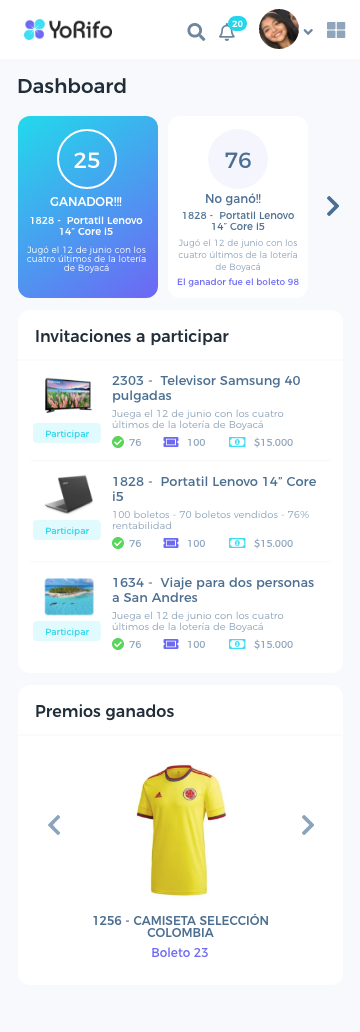 YoRifo
20
Dashboard
25
GANADOR!!!
1828 - Portatil Lenovo
14” Core i5
Jugó el 12 de junio con los
cuatro últimos de la lotería
de Boyacá
76
No ganó!!
1828 - Portatil Lenovo
14” Core i5
Jugó el 12 de junio con los
cuatro últimos de la lotería
de Boyacá
El ganador fue el boleto 98
Invitaciones a participar
2303 - Televisor Samsung 40
pulgadas
Juega el 12 de junio con los cuatro
últimos de la lotería de Boyacá
Participar
76 100 $15.000
1828 - Portatil Lenovo 14” Core
i5
100 boletos - 70 boletos vendidos - 76%
rentabilidad
Participar
76 100 $15.000
1634 - Viaje para dos personas
a San Andres
Juega el 12 de junio con los cuatro
últimos de la lotería de Boyacá
Participar
76 100 $15.000
Premios ganados
1256 - CAMISETA SELECCIÓN
COLOMBIA
Boleto 23